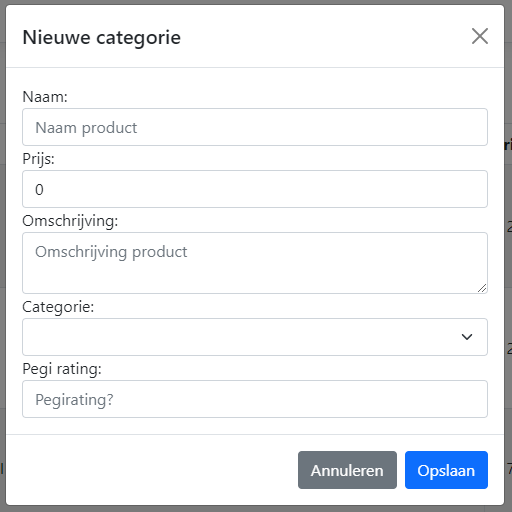 Nieuwe categorie
Naam:
Naam product
Prijs:
0
Omschrijving:
Omschrijving product
Categorie:
Pegi rating:
Pegirating?
Annuleren
Opslaan